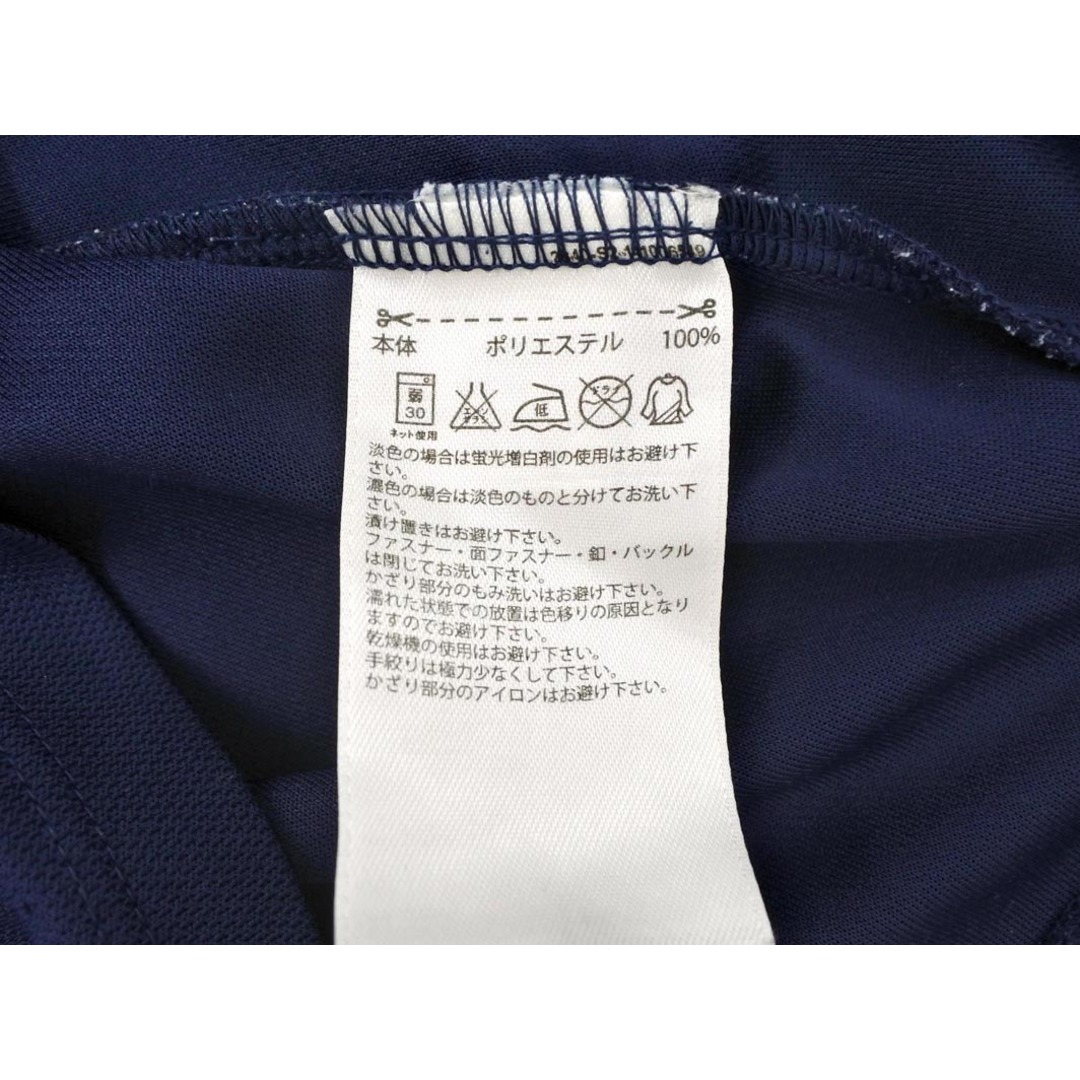 本体 ポリエステル 100%
弱
30
ネット使用
エンソ
サラシ
低
ドライ
淡色の場合は蛍光増白剤の使用はお避け下
さい。
濃色の場合は淡色のものと分けてお洗い下
さい。
漬け置きはお避け下さい。
ファスナー・面ファスナー・釦・バックル
は閉じてお洗い下さい。
かざり部分のもみ洗いはお避け下さい。
濡れた状態での放置は色移りの原因となり
ますのでお避け下さい。
乾燥機の使用はお避け下さい。
手絞りは極力少なくして下さい。
かざり部分のアイロンはお避け下さい。